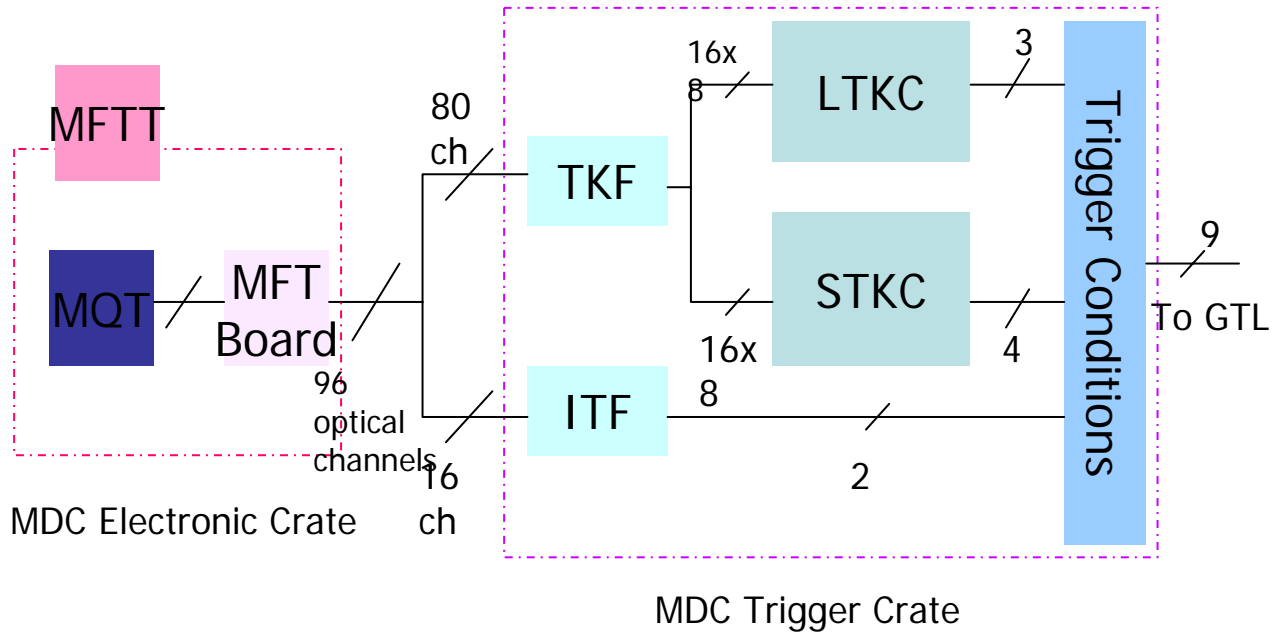 MFTT
MQT
MFT
Board
96
optical
channels
MDC Electronic Crate
80
ch
16
ch
TKF
ITF
16x
8
LTKC
3
16x
8
STKC
4
2
Trigger Conditions
9
To GTL
MDC Trigger Crate